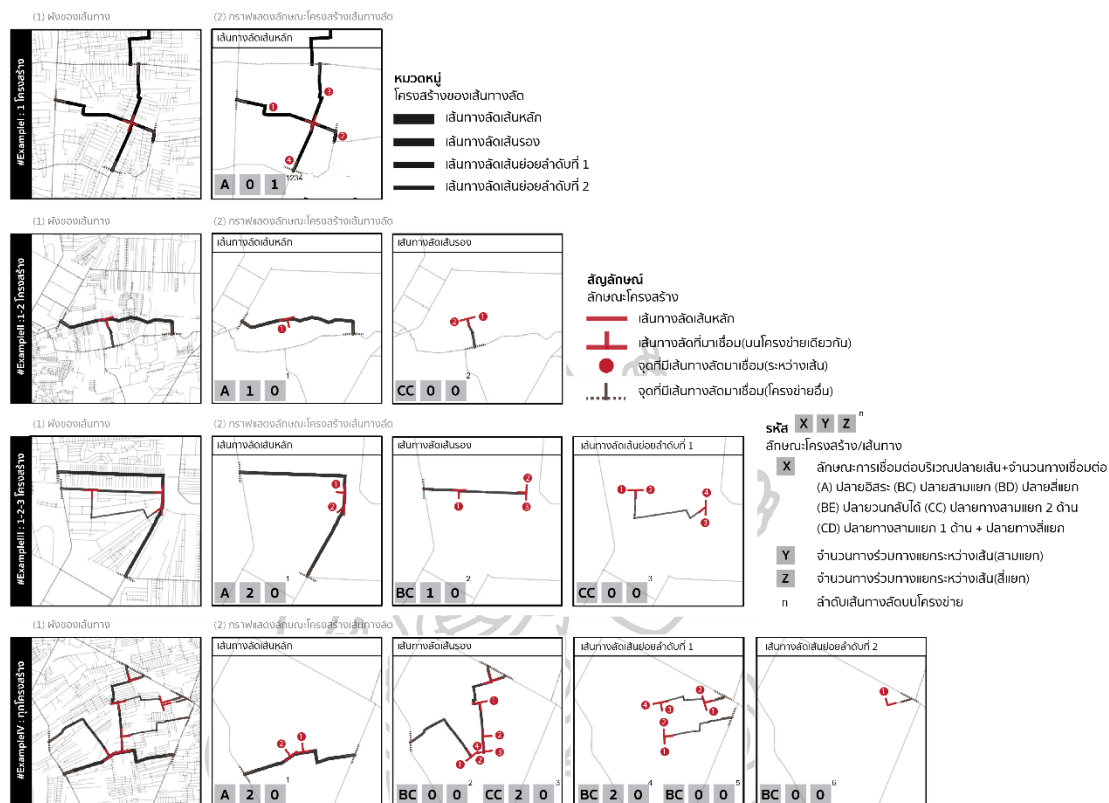 (1) ผังของเส้นทาง
(2) กราฟแสดงลักษณะโครงสร้างเส้นทางลัด
#ExampleI : 1 โครงสร้าง
เส้นทางลัดเส้นหลัก
1
2
3
4
1234
A 0 1
หมวดหมู่
โครงสร้างของเส้นทางลัด
เส้นทางลัดเส้นหลัก
เส้นทางลัดเส้นรอง
เส้นทางลัดเส้นย่อยลำดับที่ 1
เส้นทางลัดเส้นย่อยลำดับที่ 2
(1) ผังของเส้นทาง
(2) กราฟแสดงลักษณะโครงสร้างเส้นทางลัด
#ExampleII : 1-2 โครงสร้าง
เส้นทางลัดเส้นหลัก
1
1
A 1 0
เส้นทางลัดเส้นรอง
2 1
2
CC 0 0
สัญลักษณ์
ลักษณะโครงสร้าง
เส้นทางลัดเส้นหลัก
เส้นทางลัดที่มาเชื่อม(บนโครงข่ายเดียวกัน)
จุดที่มีเส้นทางลัดมาเชื่อม(ระหว่างเส้น)
จุดที่มีเส้นทางลัดมาเชื่อม(โครงข่ายอื่น)
(1) ผังของเส้นทาง
(2) กราฟแสดงลักษณะโครงสร้างเส้นทางลัด
#ExampleIII : 1-2-3 โครงสร้าง
เส้นทางลัดเส้นหลัก
1
2
1
A 2 0
เส้นทางลัดเส้นรอง
2
1 3
2
BC 1 0
เส้นทางลัดเส้นย่อยลำดับที่ 1
1 2 4
3
3
CC 0 0
รหัส X Y Z n
ลักษณะโครงสร้าง/เส้นทาง
X ลักษณะการเชื่อมต่อบริเวณปลายเส้น+จำนวนทางเชื่อมต่อ
(A) ปลายอิสระ (BC) ปลายสามแยก (BD) ปลายสี่แยก
(BE) ปลายวนกลับได้ (CC) ปลายทางสามแยก 2 ด้าน
(CD) ปลายทางสามแยก 1 ด้าน + ปลายทางสี่แยก
Y จำนวนทางร่วมทางแยกระหว่างเส้น(สามแยก)
Z จำนวนทางร่วมทางแยกระหว่างเส้น(สี่แยก)
n ลำดับเส้นทางลัดบนโครงข่าย
(1) ผังของเส้นทาง
(2) กราฟแสดงลักษณะโครงสร้างเส้นทางลัด
#ExampleIV : ทุกโครงสร้าง
เส้นทางลัดเส้นหลัก
2 1
1
A 2 0
เส้นทางลัดเส้นรอง
1
2
4 3
1 2
2 3
BC 0 0 CC 2 0
เส้นทางลัดเส้นย่อยลำดับที่ 1
2
4 3 1
2
1
4 5
BC 2 0 BC 0 0
เส้นทางลัดเส้นย่อยลำดับที่ 2
1
6
BC 0 0